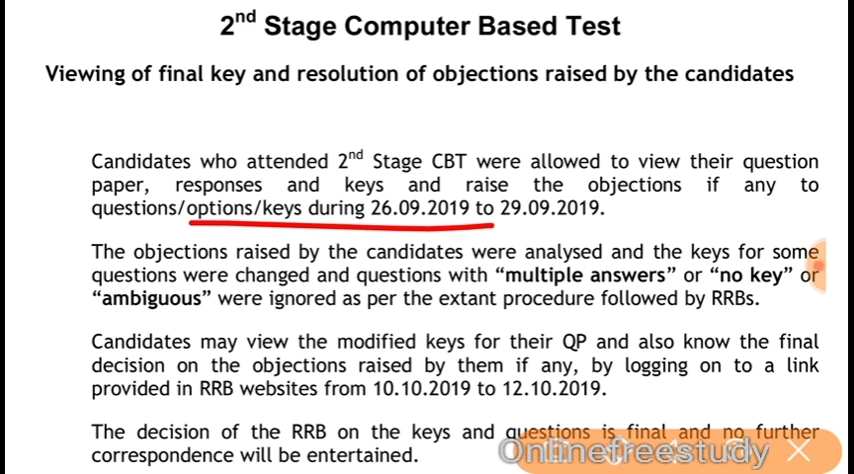 2nd Stage Computer Based Test
Viewing of final key and resolution of objections raised by the candidates
Candidates who attended 2nd Stage CBT were allowed to view their question
paper, responses and keys and raise the objections if any to
questions/options/keys during 26.09.2019 to 29.09.2019.
The objections raised by the candidates were analysed and the keys for some
questions were changed and questions with “multiple answers” or “no key” or
“ambiguous” were ignored as per the extant procedure followed by RRBs.
Candidates may view the modified keys for their QP and also know the final
decision on the objections raised by them if any, by logging on to a link
provided in RRB websites from 10.10.2019 to 12.10.2019.
The decision of the RRB on the keys and questions is final and no further
correspondence will be entertained.
Onlinefreestudy